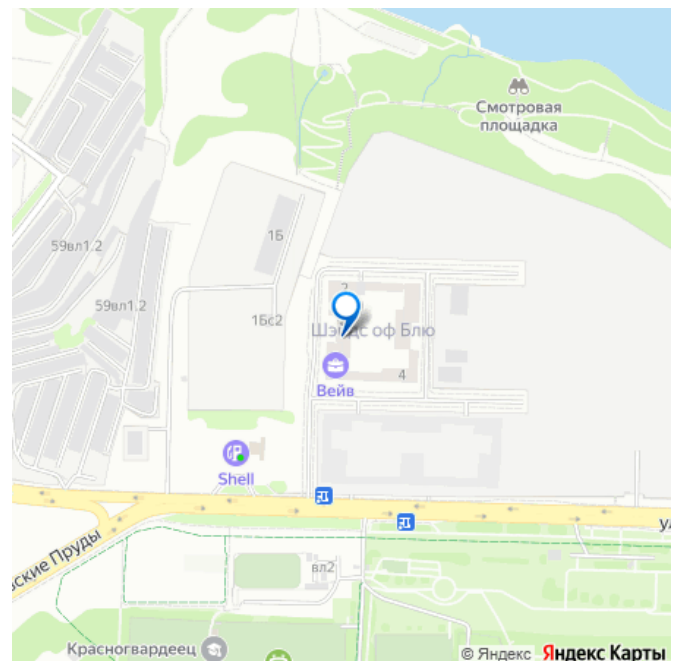 Смотровая
площадка
1Б
59вл1.2
59вл1.2
1Бс2
2
Шэйдс оф Блю
4
Вейв
Shell
ул
вские Пруды
вл2
Красногвардеец
© Яндекс Яндекс Карты